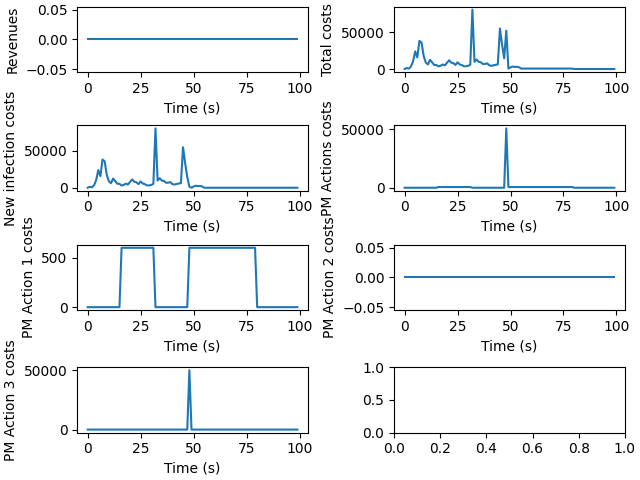 Revenues
0.05
0.00
−0.05
0 25 50 75 100
Time (s)
Total costs
50000
0
0 25 50 75 100
Time (s)
New infection costs
50000
0
0 25 50 75 100
Time (s)
PM Actions costs
50000
0
0 25 50 75 100
Time (s)
PM Action 1 costs
500
0
0 25 50 75 100
Time (s)
PM Action 2 costs
0.05
0.00
−0.05
0 25 50 75 100
Time (s)
PM Action 3 costs
50000
0
0 25 50 75 100
Time (s)
1.0
0.5
0.0
0.0 0.2 0.4 0.6 0.8 1.0